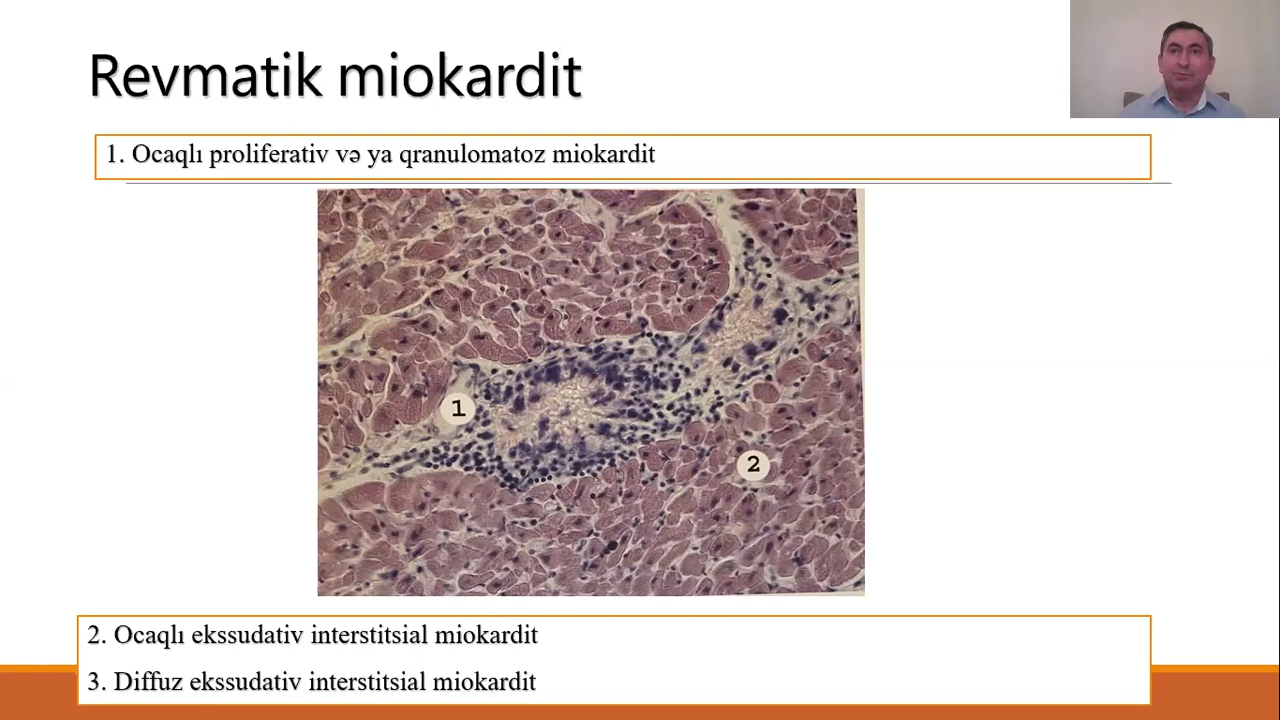 Revmatik miokardit
1. Ocaqlı proliferativ və ya qranulomatoz miokardit
1
2
2. Ocaqlı ekssudativ interstitsial miokardit
3. Diffuz ekssudativ interstitsial miokardit